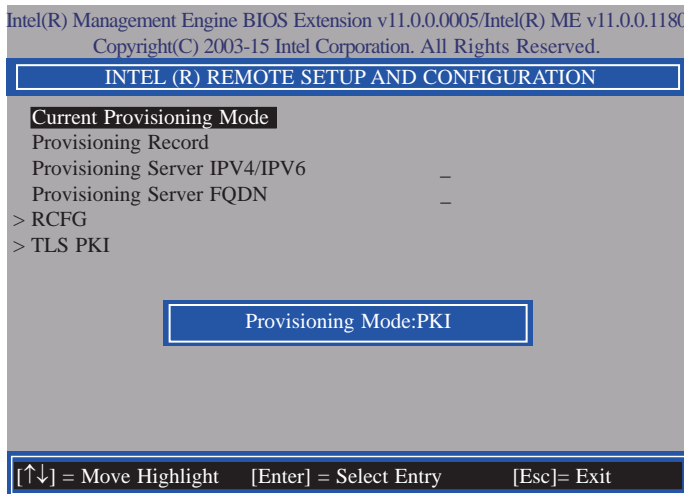 Intel(R) Management Engine BIOS Extension v11.0.0.0005/Intel(R) ME v11.0.0.1180
Copyright(C) 2003-15 Intel Corporation. All Rights Reserved.
INTEL (R) REMOTE SETUP AND CONFIGURATION
Current Provisioning Mode
Provisioning Record
Provisioning Server IPV4/IPV6 _
Provisioning Server FQDN _
> RCFG
> TLS PKI
Provisioning Mode:PKI
[↑↓] = Move Highlight [Enter] = Select Entry [Esc]= Exit